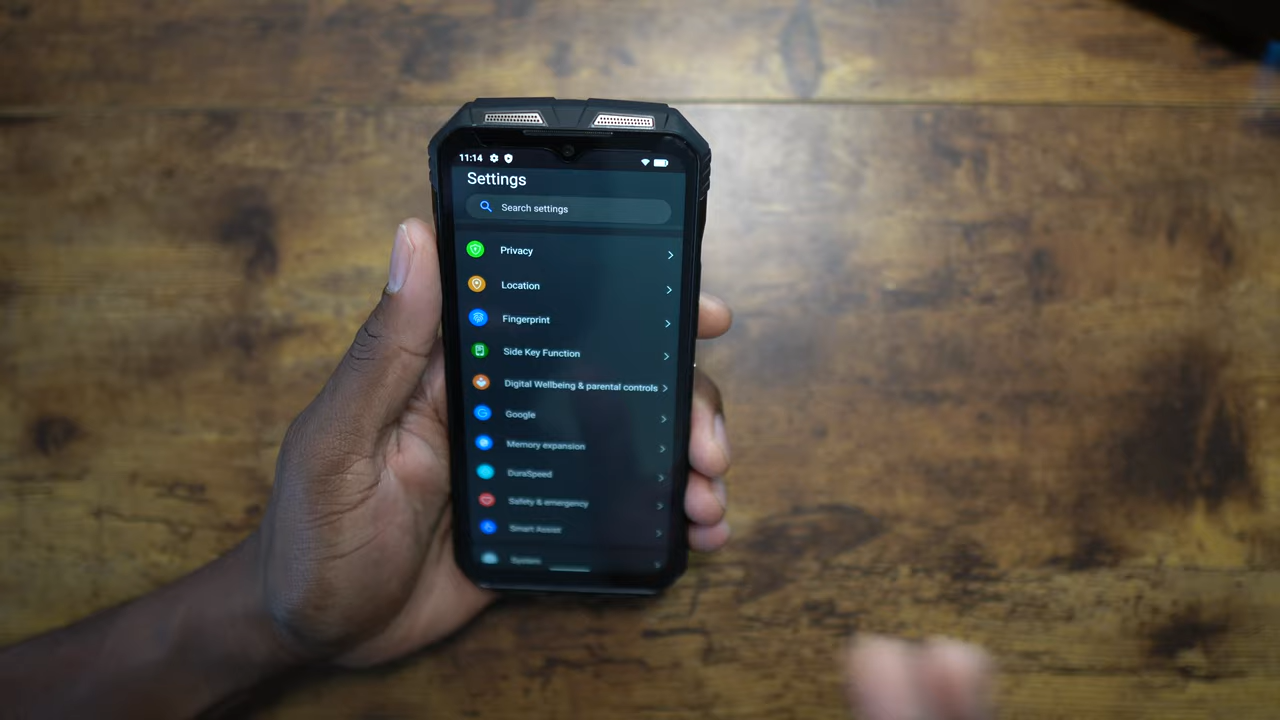 11:14
Settings
Search settings
Privacy
Location
Fingerprint
Side Key Function
Digital Wellbeing & parental controls
Google
Memory expansion
DuraSpeed
Safety & emergency
Smart Assist
System